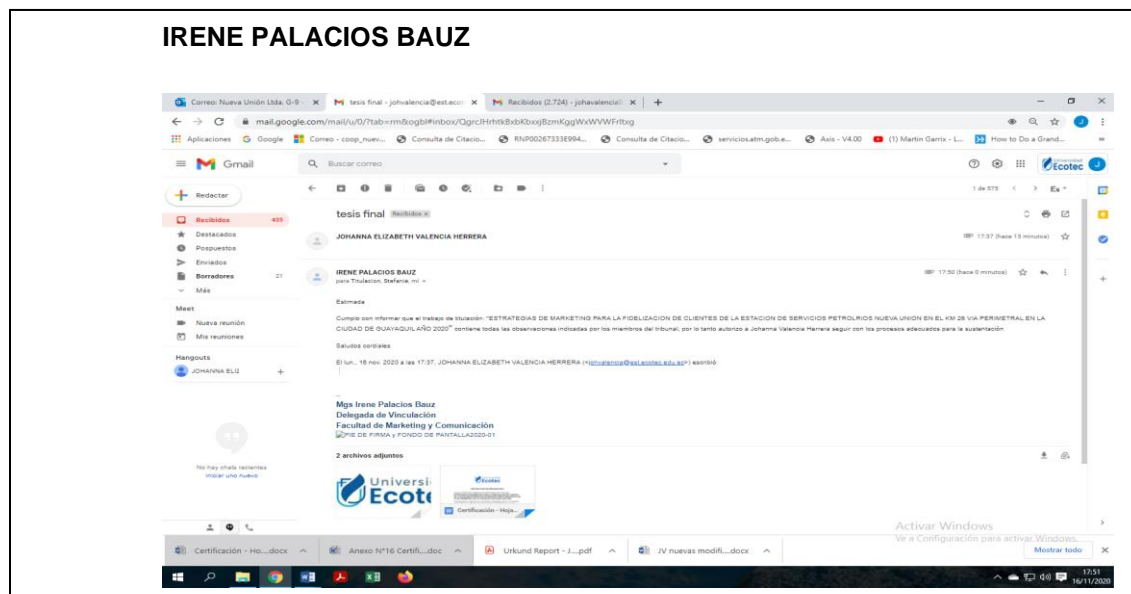 IRENE PALACIOS BAUZ
Correo: Nueva Unión Ltda. G-9
tesis final - johvalencia@est.ecot
Recibidos (2.724) - johavalencia
mail.google.com/mail/u/0/?tab=rm&ogbl#inbox/
Aplicaciones
Google
Correo - coop_nuev...
Consulta de Citacio...
RNP00267333E994...
Consulta de Citacio...
servicios.atm.gob.e...
Axis - V4.00
(1) Martin Garrix - L...
How to Do a Grand...
Gmail
Buscar correo
Ecotec
Redactar
1 de 575
Es
Recibidos 435
Destacados
Pospuestos
Enviados
Borradores 21
Más
Meet
Nueva reunión
Mis reuniones
Hangouts
JOHANNA ELIZ
No hay chats recientes
Iniciar uno nuevo
tesis final Recibidos x
JOHANNA ELIZABETH VALENCIA HERRERA 17:37 (hace 13 minutos)
IRENE PALACIOS BAUZ 17:50 (hace 0 minutos)
para Titulacion, Stefania, mí
Estimada
Cumplo con informar que el trabajo de titulación: "ESTRATEGIAS DE MARKETING PARA LA FIDELIZACION DE CLIENTES DE LA ESTACION DE SERVICIOS PETROLRIOS NUEVA UNION EN EL KM 26 VIA PERIMETRAL EN LA
CIUDAD DE GUAYAQUIL AÑO 2020" contiene todas las observaciones indicadas por los miembros del tribunal, por lo tanto autorizo a Johanna Valencia Herrera seguir con los procesos adecuados para la sustentación.
Saludos cordiales
El lun., 16 nov. 2020 a las 17:37, JOHANNA ELIZABETH VALENCIA HERRERA (<johvalencia@est.ecotec.edu.ec>) escribió:
--
Mgs Irene Palacios Bauz
Delegada de Vinculación
Facultad de Marketing y Comunicación
PIE DE FIRMA y FONDO DE PANTALLA2020-01
2 archivos adjuntos
Universi
Ecote
Ecotec
Certificación - Hoja...
Activar Windows
Ve a Configuración para activar Windows.
Certificación - Ho....docx
Anexo N°16 Certifi....doc
Urkund Report - J....pdf
JV nuevas modifi....docx
Mostrar todo
17:51
16/11/2020